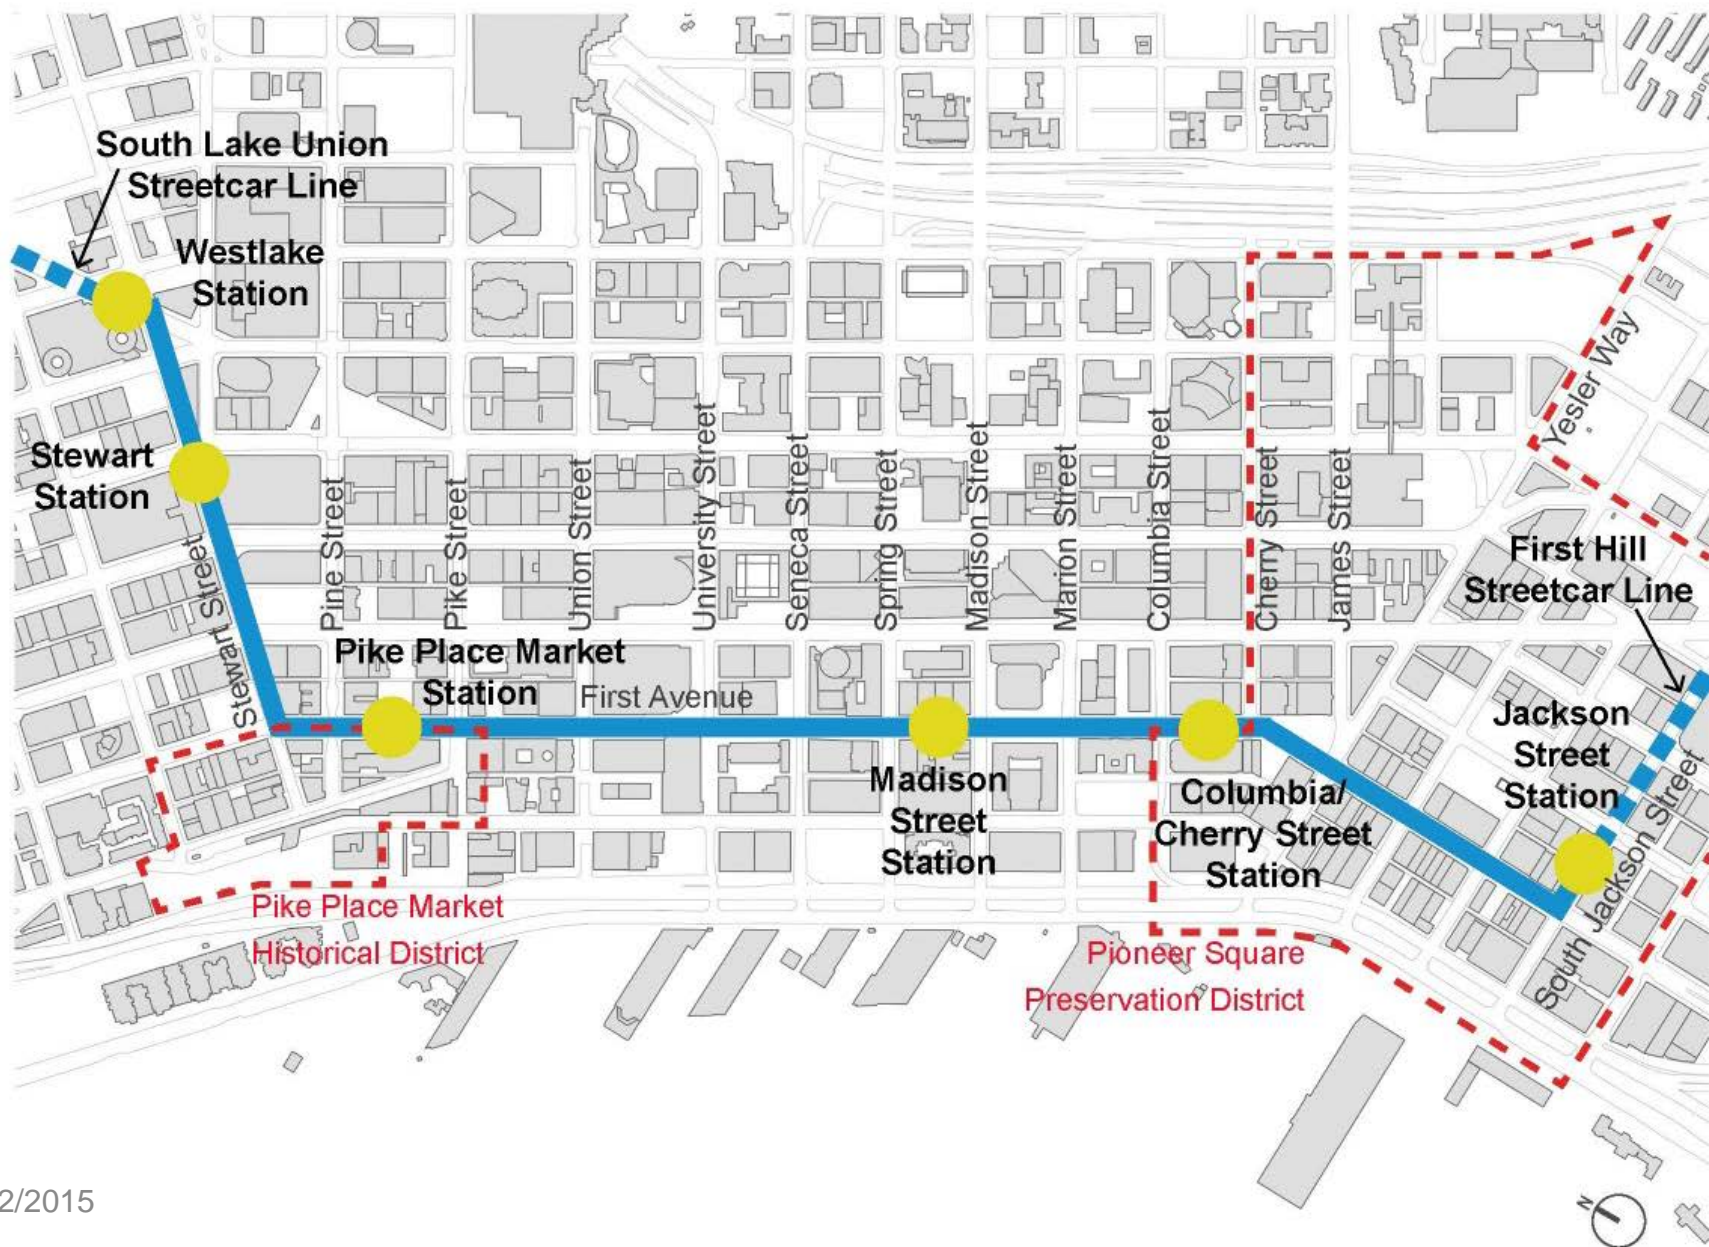 South Lake Union
Streetcar Line
Westlake
Station
Stewart
Station
Stewart Street
Pine Street
Pike Street
Union Street
University Street
Seneca Street
Spring Street
Madison Street
Marion Street
Columbia Street
Cherry Street
James Street
Yesler Way
First Hill
Streetcar Line
Pike Place Market
Station
First Avenue
Madison
Street
Station
Columbia/
Cherry Street
Station
Jackson
Street
Station
South Jackson Street
Pike Place Market
Historical District
Pioneer Square
Preservation District
2/2015
N